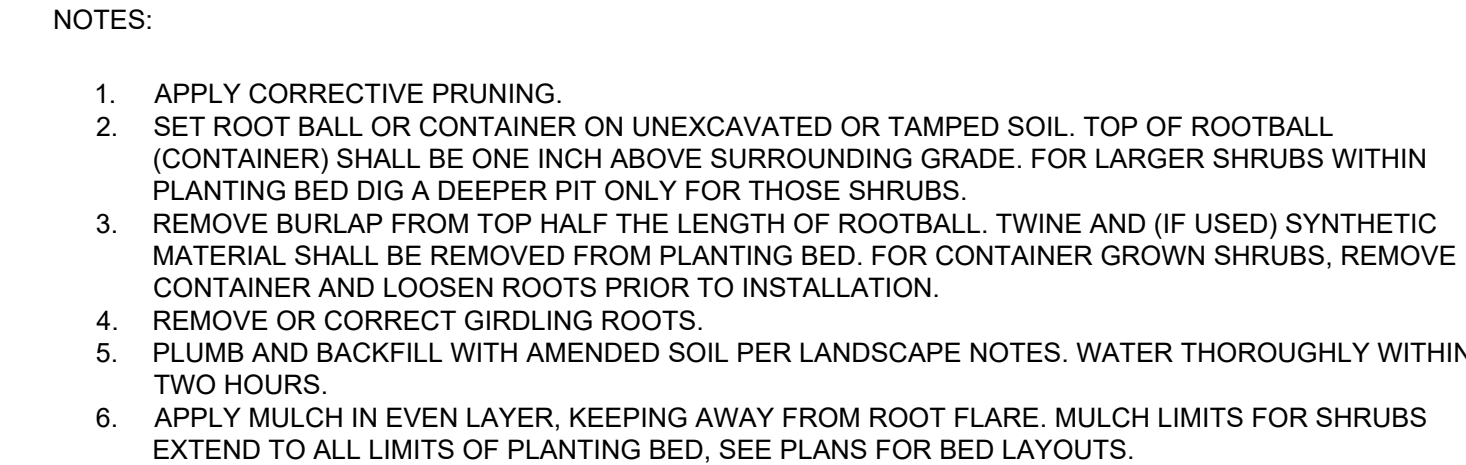 NOTES:
1. APPLY CORRECTIVE PRUNING.
2. SET ROOT BALL OR CONTAINER ON UNEXCAVATED OR TAMPED SOIL. TOP OF ROOTBALL
(CONTAINER) SHALL BE ONE INCH ABOVE SURROUNDING GRADE. FOR LARGER SHRUBS WITHIN
PLANTING BED DIG A DEEPER PIT ONLY FOR THOSE SHRUBS.
3. REMOVE BURLAP FROM TOP HALF THE LENGTH OF ROOTBALL. TWINE AND (IF USED) SYNTHETIC
MATERIAL SHALL BE REMOVED FROM PLANTING BED. FOR CONTAINER GROWN SHRUBS, REMOVE
CONTAINER AND LOOSEN ROOTS PRIOR TO INSTALLATION.
4. REMOVE OR CORRECT GIRDLING ROOTS.
5. PLUMB AND BACKFILL WITH AMENDED SOIL PER LANDSCAPE NOTES. WATER THOROUGHLY WITHIN
TWO HOURS.
6. APPLY MULCH IN EVEN LAYER, KEEPING AWAY FROM ROOT FLARE. MULCH LIMITS FOR SHRUBS
EXTEND TO ALL LIMITS OF PLANTING BED, SEE PLANS FOR BED LAYOUTS.